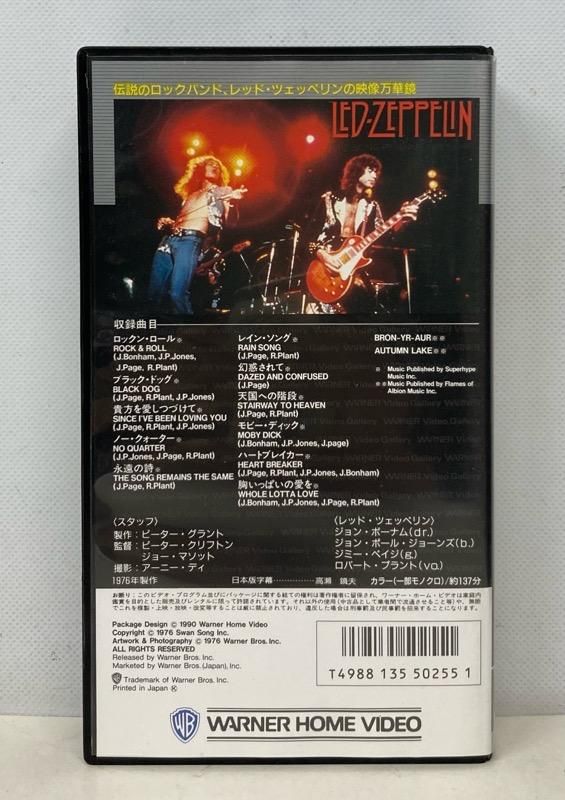 伝説のロックバンド、レッド・ツェッペリンの映像万華鏡
LED-ZEPPELIN
収録曲目
ロックン・ロール※
ROCK & ROLL
(J.Bonham, J.P.Jones,
J.Page, R.Plant)
ブラック・ドッグ※
BLACK DOG
(J.P.Jones, J.Page, R.Plant)
貴方を愛しつづけて※
SINCE I'VE BEEN LOVING YOU
(J.Page, R.Plant, J.P.Jones)
ノー・クォーター※
NO QUARTER
(J.P.Jones, J.Page, R.Plant)
永遠の詩※
THE SONG REMAINS THE SAME
(J.Page, R.Plant)
レイン・ソング※
RAIN SONG
(J.Page, R.Plant)
幻惑されて※
DAZED AND CONFUSED
(J.Page)
天国への階段※
STAIRWAY TO HEAVEN
(J.Page, R.Plant)
モビー・ディック※
MOBY DICK
(J.Bonham, J.P.Jones, J.page)
ハートブレイカー※
HEART BREAKER
(J.Page, R.Plant, J.P.Jones, J.Bonham)
胸いっぱいの愛を※
WHOLE LOTTA LOVE
(J.Bonham, J.P.Jones, J.Page, R.Plant)
BRON-YR-AUR※※
AUTUMN LAKE※※
※ Music Published by Superhype
Music Inc.
※※Music Published by Flames of
Albion Music Inc.
〈スタッフ〉
製作：ピーター・グラント
監督：ピーター・クリフトン
ジョー・マソット
撮影：アーニー・デイ
〈レッド・ツェッペリン〉
ジョン・ボーナム(dr.)
ジョン・ポール・ジョーンズ(b.)
ジミー・ペイジ(g.)
ロバート・プラント(vo.)
1976年製作 日本版字幕…………高瀬 鎮夫 カラー(一部モノクロ)/約137分
Package Design © 1990 Warner Home Video
Copyright © 1976 Swan Song Inc.
Artwork & Photography © 1976 Warner Bros. Inc.
ALL RIGHTS RESERVED
Released by Warner Bros. Inc.
Marketed by Warner Bros. (Japan), Inc.
Trademark of Warner Bros. Inc.
Printed in Japan Ⓚ
T4988 135 50255 1
WB WARNER HOME VIDEO